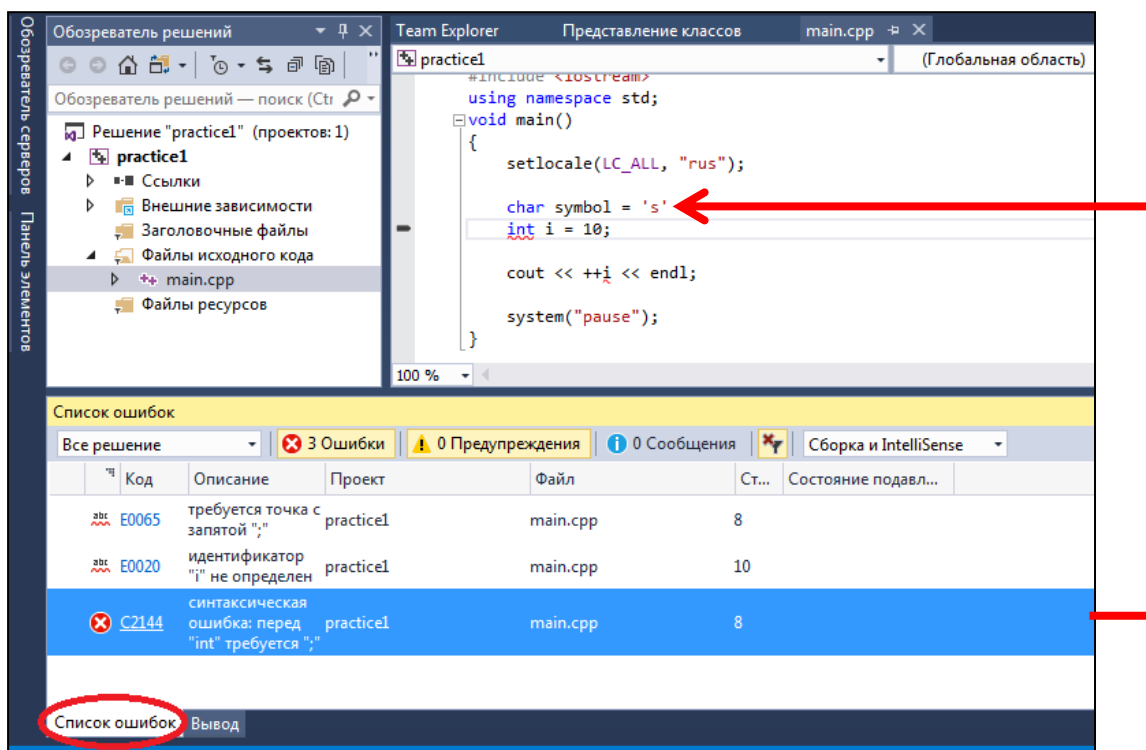 Обозреватель серверов
Панель элементов
Обозреватель решений
Обозреватель решений — поиск (Ctr
Решение "practice1" (проектов: 1)
practice1
Ссылки
Внешние зависимости
Заголовочные файлы
Файлы исходного кода
main.cpp
Файлы ресурсов
Team Explorer Представление классов main.cpp
practice1 (Глобальная область)
#include <iostream>
using namespace std;
void main()
{
setlocale(LC_ALL, "rus");
char symbol = 's'
int i = 10;
cout << ++i << endl;
system("pause");
}
100 %
Список ошибок
Все решение 3 Ошибки 0 Предупреждения 0 Сообщения Сборка и IntelliSense
Код Описание Проект Файл Ст... Состояние подавл...
E0065 требуется точка с
запятой ";" practice1 main.cpp 8
E0020 идентификатор
"i" не определен practice1 main.cpp 10
синтаксическая
C2144 ошибка: перед practice1 main.cpp 8
"int" требуется ";"
Список ошибок Вывод